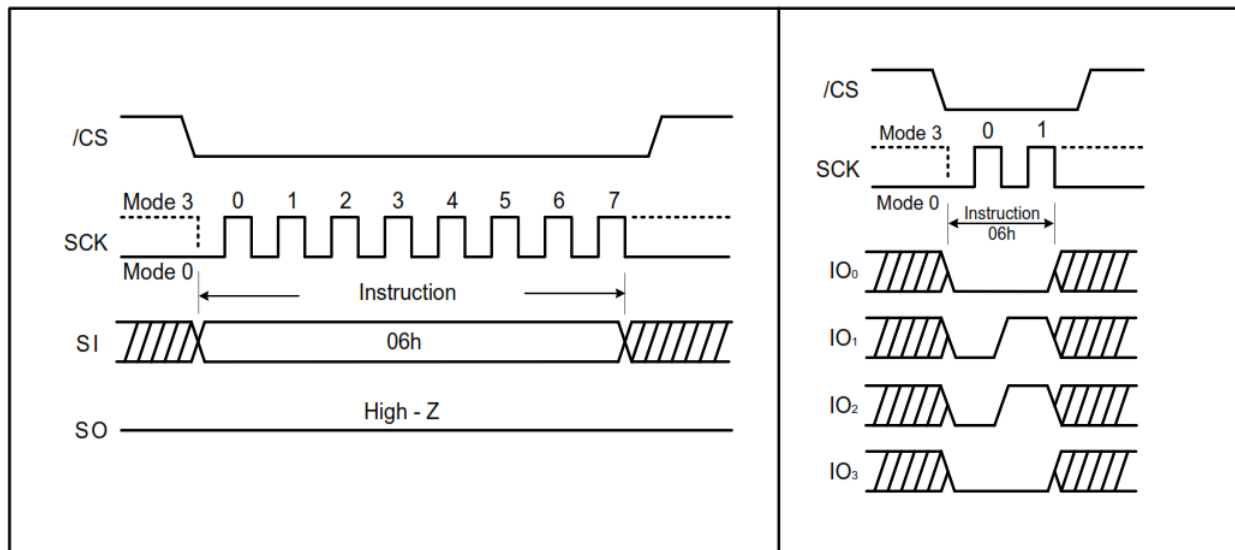 /CS
Mode 3
0 1 2 3 4 5 6 7
SCK
Mode 0
Instruction
SI
06h
High - Z
SO
/CS
Mode 3
0 1
SCK
Mode 0
Instruction
06h
IO₀
IO₁
IO₂
IO₃